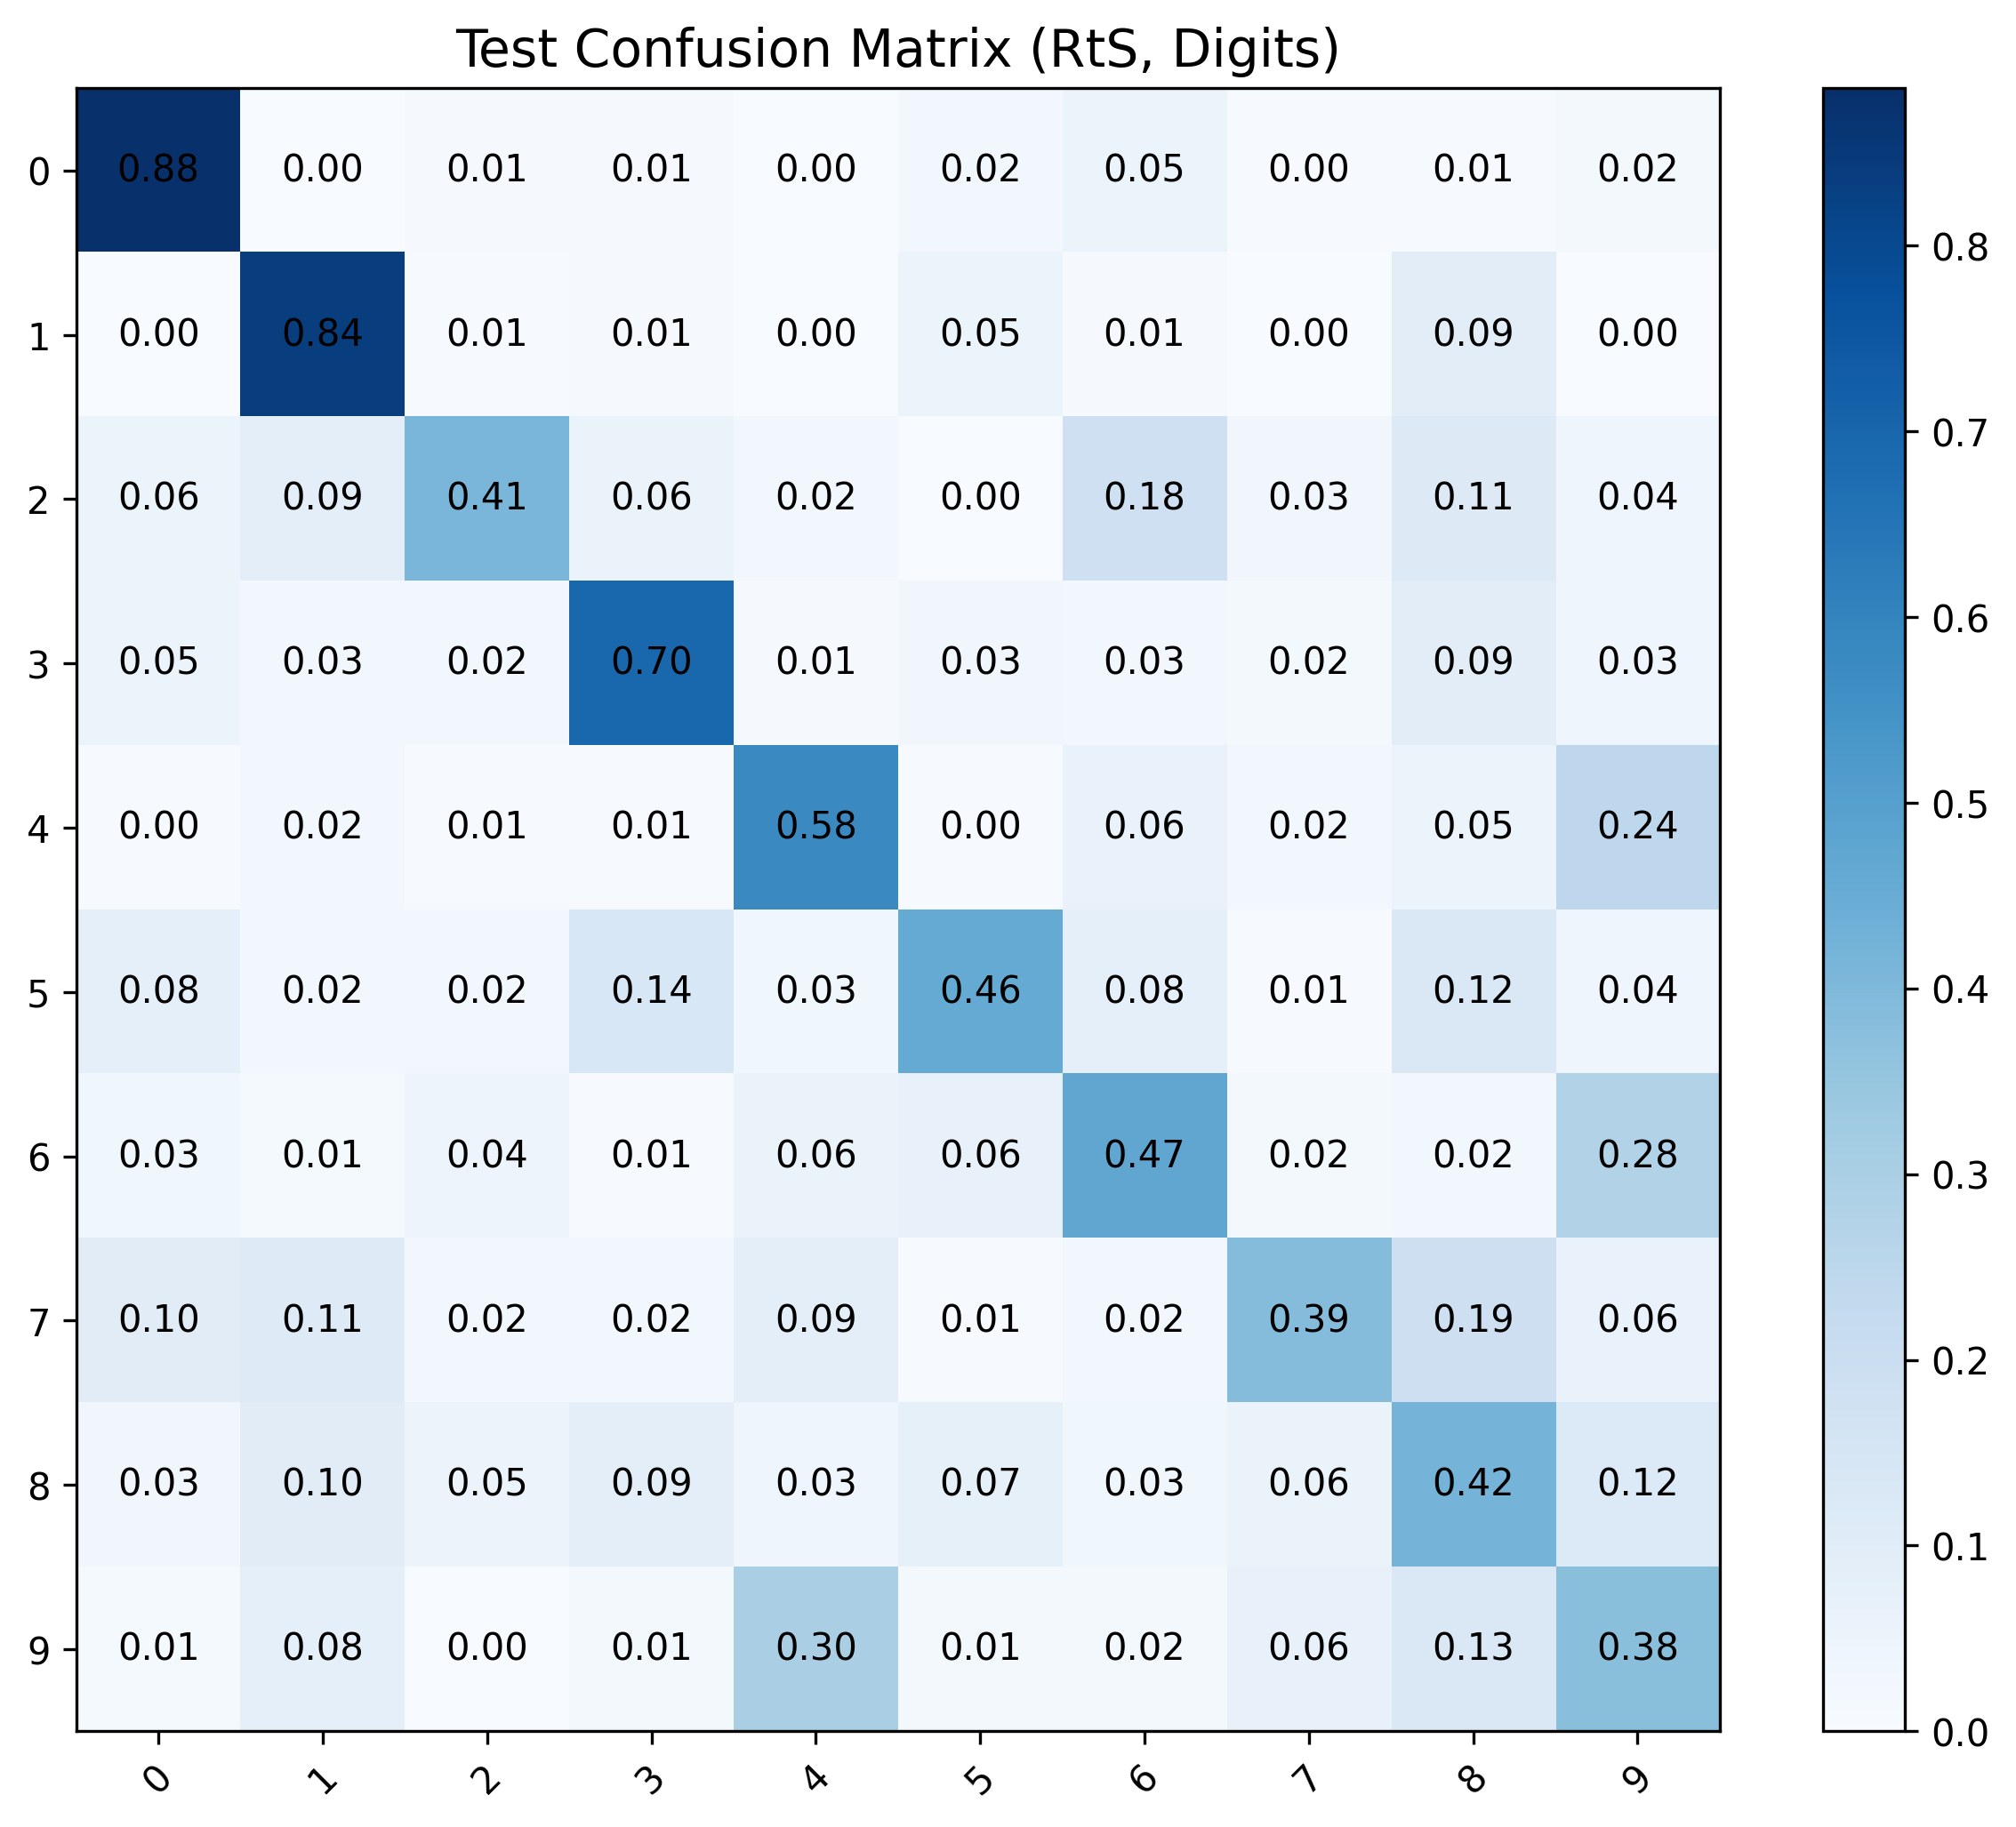 Test Confusion Matrix (RtS, Digits)
0 0.88 0.00 0.01 0.01 0.00 0.02 0.05 0.00 0.01 0.02
1 0.00 0.84 0.01 0.01 0.00 0.05 0.01 0.00 0.09 0.00
2 0.06 0.09 0.41 0.06 0.02 0.00 0.18 0.03 0.11 0.04
3 0.05 0.03 0.02 0.70 0.01 0.03 0.03 0.02 0.09 0.03
4 0.00 0.02 0.01 0.01 0.58 0.00 0.06 0.02 0.05 0.24
5 0.08 0.02 0.02 0.14 0.03 0.46 0.08 0.01 0.12 0.04
6 0.03 0.01 0.04 0.01 0.06 0.06 0.47 0.02 0.02 0.28
7 0.10 0.11 0.02 0.02 0.09 0.01 0.02 0.39 0.19 0.06
8 0.03 0.10 0.05 0.09 0.03 0.07 0.03 0.06 0.42 0.12
9 0.01 0.08 0.00 0.01 0.30 0.01 0.02 0.06 0.13 0.38
0 1 2 3 4 5 6 7 8 9
0.8
0.7
0.6
0.5
0.4
0.3
0.2
0.1
0.0